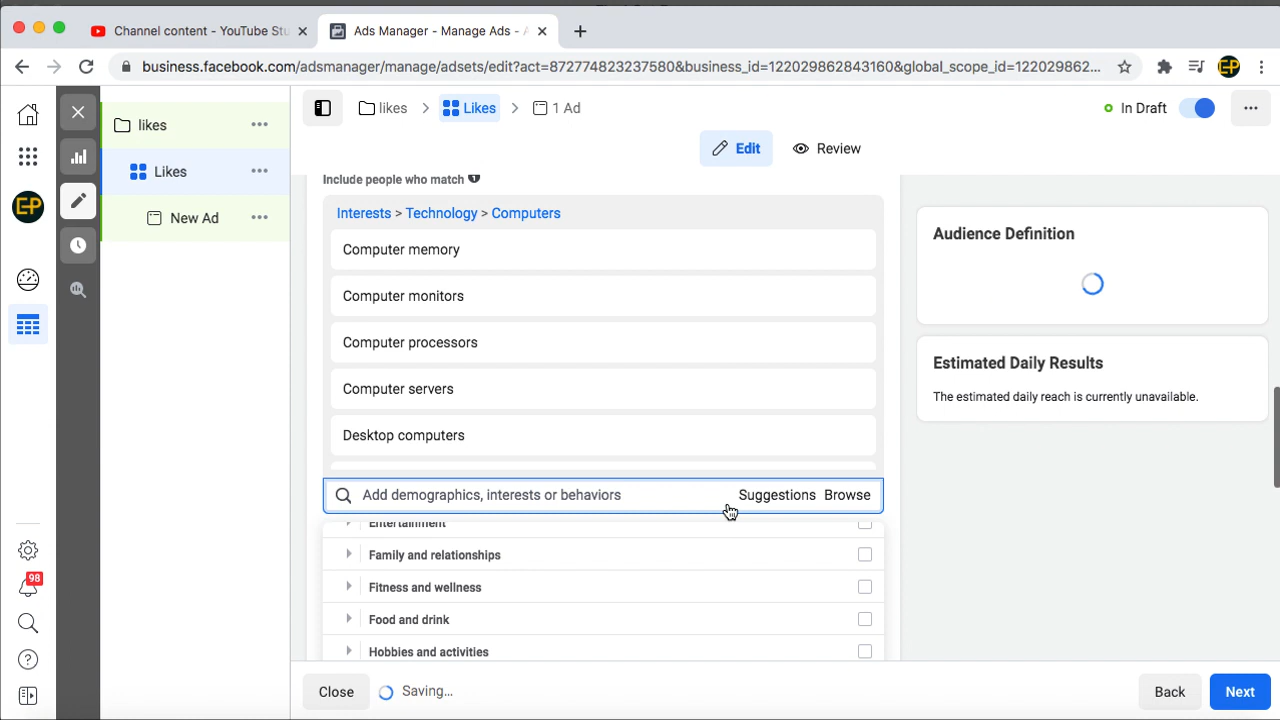 Channel content - YouTube Stu
Ads Manager - Manage Ads - A
business.facebook.com/adsmanager/manage/adsets/edit?act=872774823237580&business_id=122029862843160&global_scope_id=122029862...
EP
likes
Likes
New Ad
likes > Likes > 1 Ad
In Draft
Edit
Review
Include people who match
Interests > Technology > Computers
Computer memory
Computer monitors
Computer processors
Computer servers
Desktop computers
Add demographics, interests or behaviors
Suggestions Browse
Entertainment
Family and relationships
Fitness and wellness
Food and drink
Hobbies and activities
Audience Definition
Estimated Daily Results
The estimated daily reach is currently unavailable.
EP
98
Close
Saving...
Back
Next